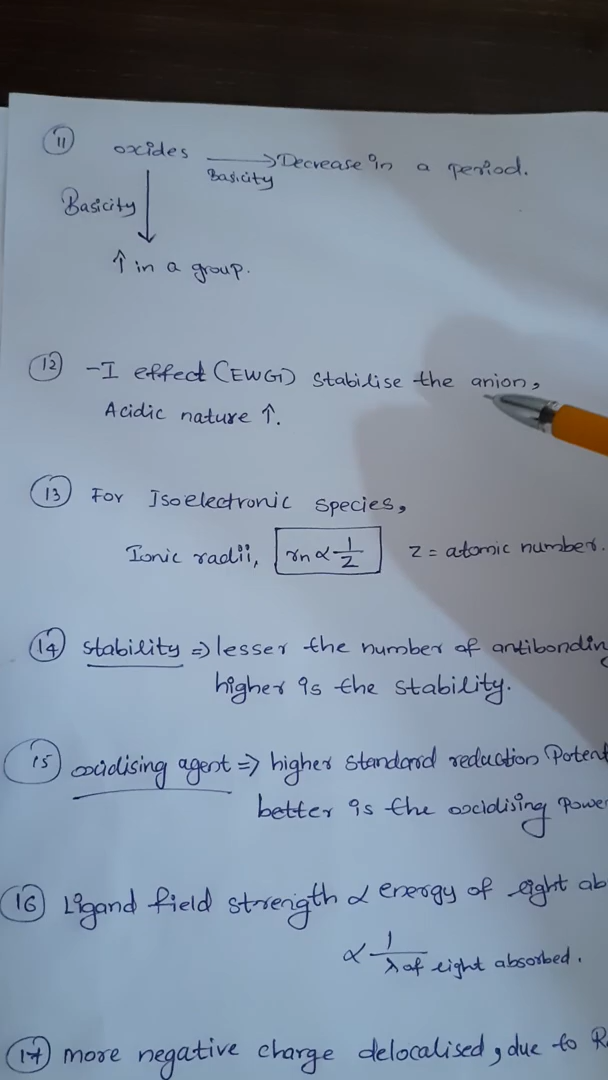 11 oxides → Decrease in a period.
Basicity
Basicity ↓
↑ in a group.
12 -I effect (EWG) stabilise the anion,
Acidic nature ↑.
13 For Isoelectronic species,
Ionic radii, rn ∝ 1/Z Z = atomic number.
14 stability ⇒ lesser the number of antibondin
higher is the stability.
15 oxidising agent ⇒ higher standard reduction Potent
better is the oxidising Power
16 Ligand field strength ∝ energy of light ab
∝ 1/λ of light absorbed.
17 more negative charge delocalised, due to R